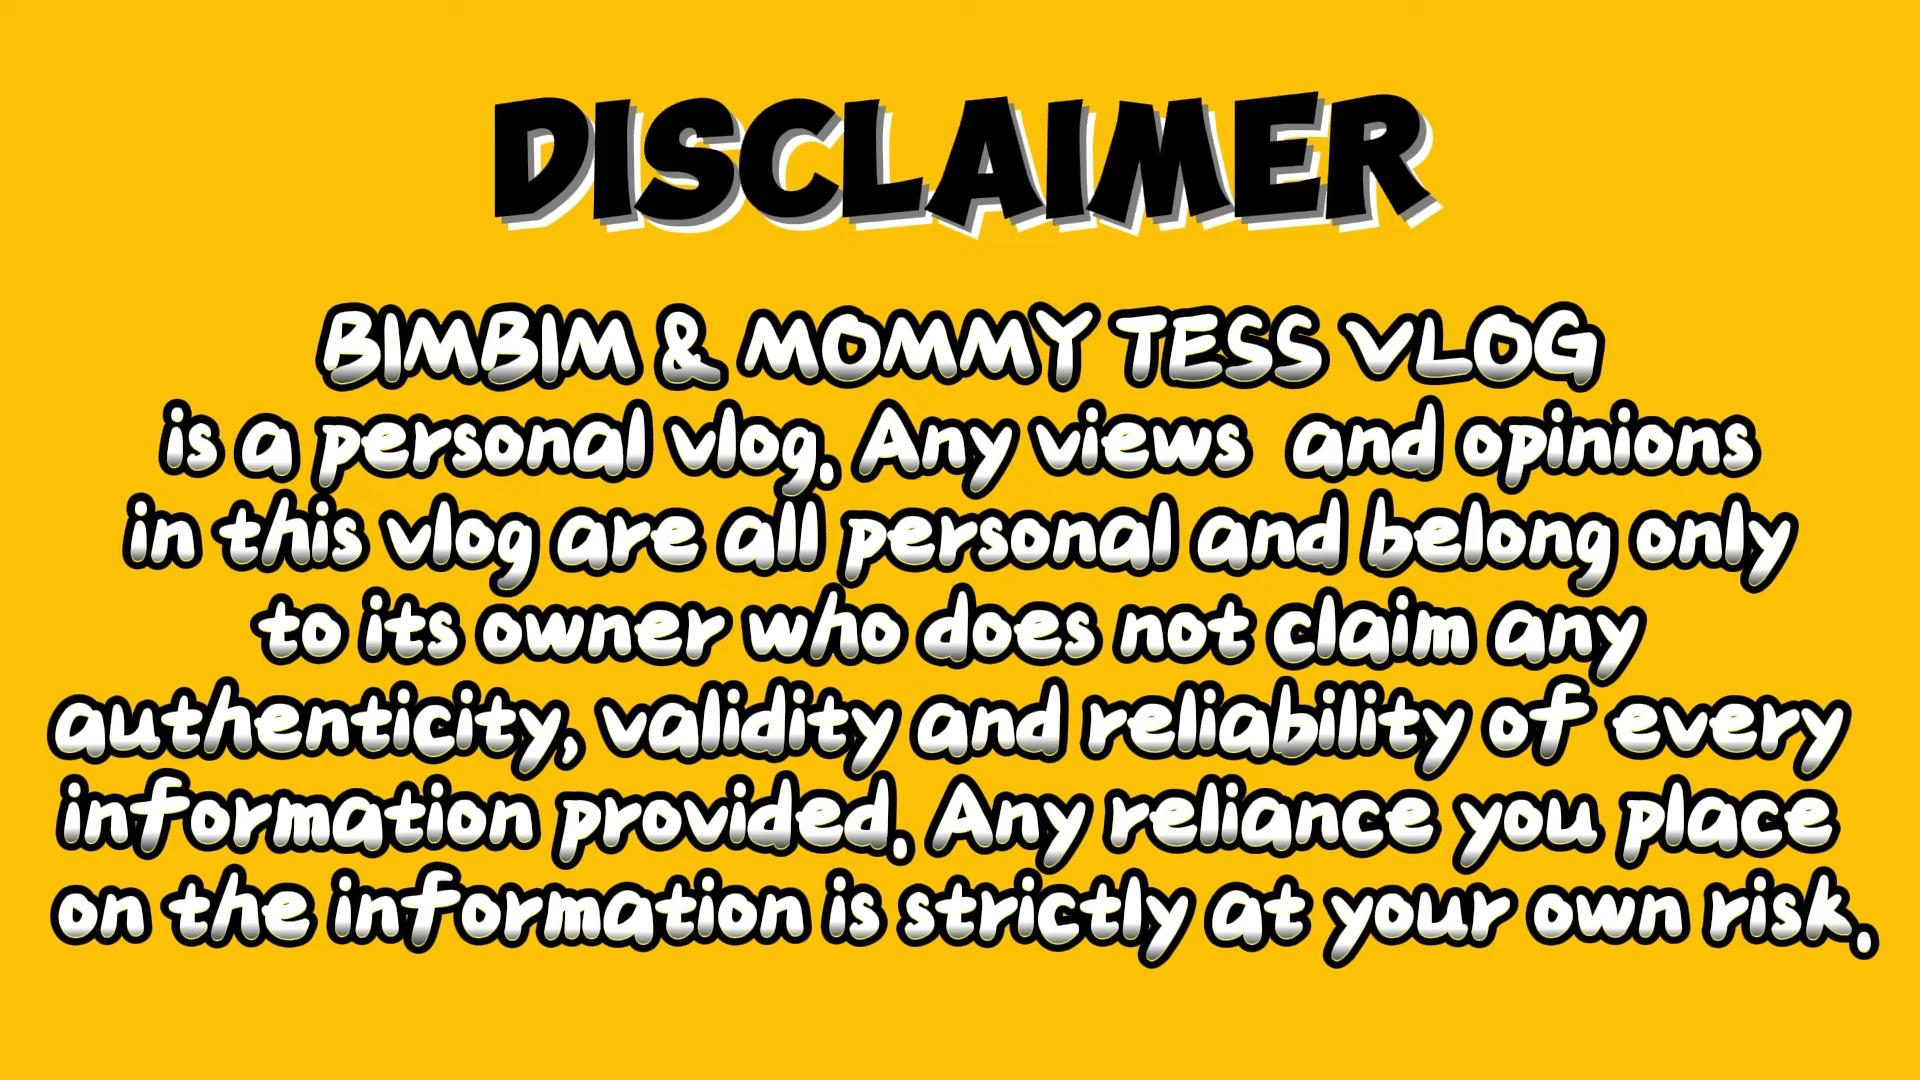 DISCLAIMER
BIMBIM & MOMMY TESS VLOG
is a personal vlog. Any views  and opinions
in this vlog are all personal and belong only
to its owner who does not claim any
authenticity, validity and reliability of every
information provided. Any reliance you place
on the information is strictly at your own risk.